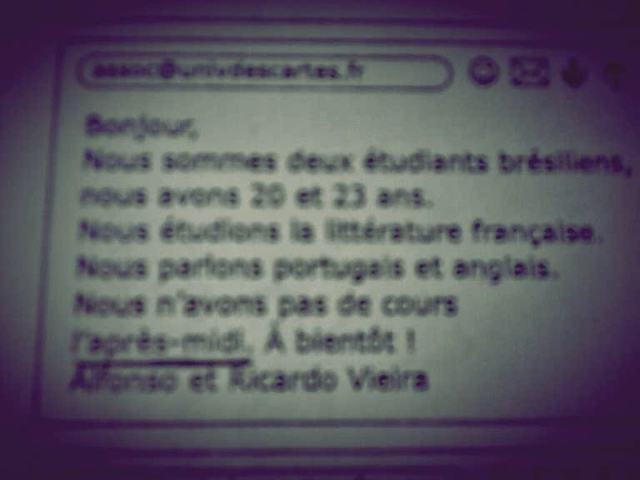 assoc@univdescartes.fr
Bonjour,
Nous sommes deux étudiants brésiliens,
nous avons 20 et 23 ans.
Nous étudions la littérature française.
Nous parlons portugais et anglais.
Nous n'avons pas de cours
l'après-midi. À bientôt !
Alfonso et Ricardo Vieira